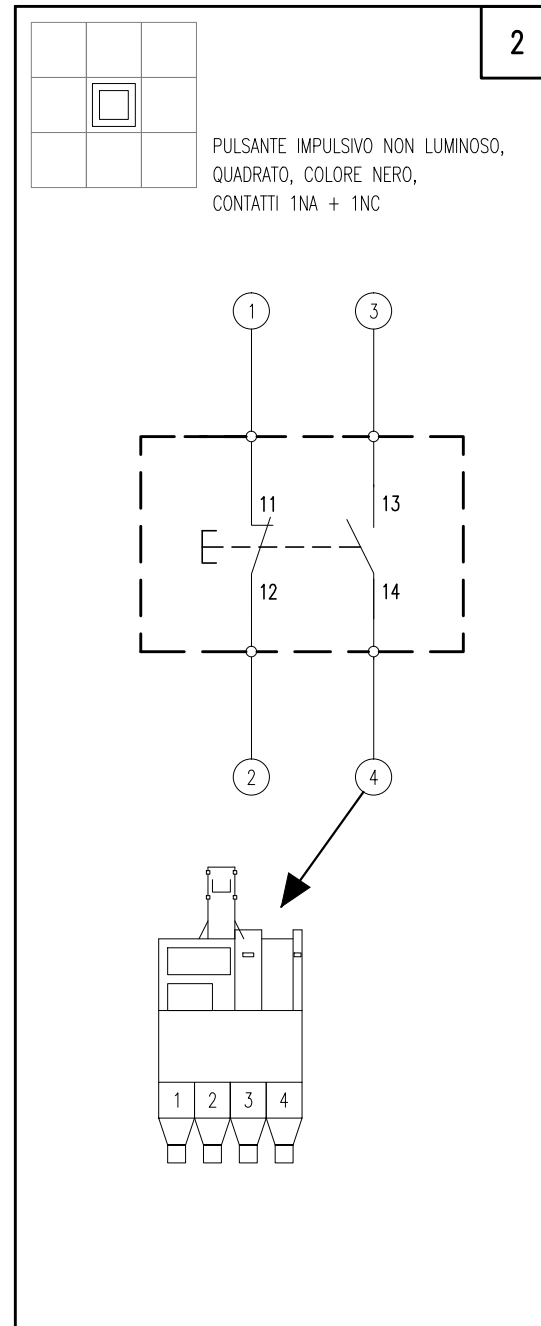 2
PULSANTE IMPULSIVO NON LUMINOSO,
QUADRATO, COLORE NERO,
CONTATTI 1NA + 1NC
1 3
11 13
12 14
2 4
1 2 3 4